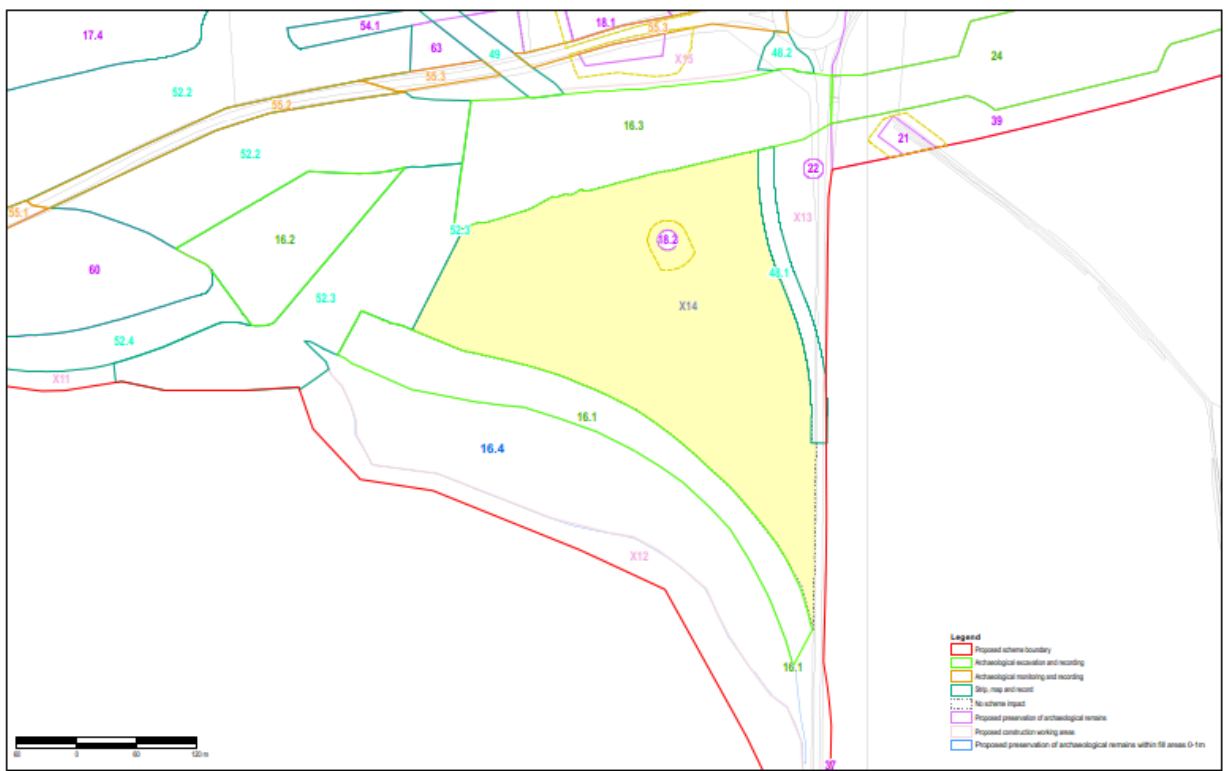 54.1
18.1
17.4
55.3
63
49
48.2
24
X15
55.3
52.2
55.2
16.3
39
21
52.2
22
55.1
X13
52.3
16.2
18.2
60
48.1
52.3
X14
52.4
X11
16.1
16.4
X12
16.1
37
Legend
Proposed scheme boundary
Archaeological excavation and recording
Archaeological monitoring and recording
Strip, map and record
No scheme impact
Proposed preservation of archaeological remains
Proposed construction working areas
Proposed preservation of archaeological remains within fill areas 0-1m
60 0 60 120 m